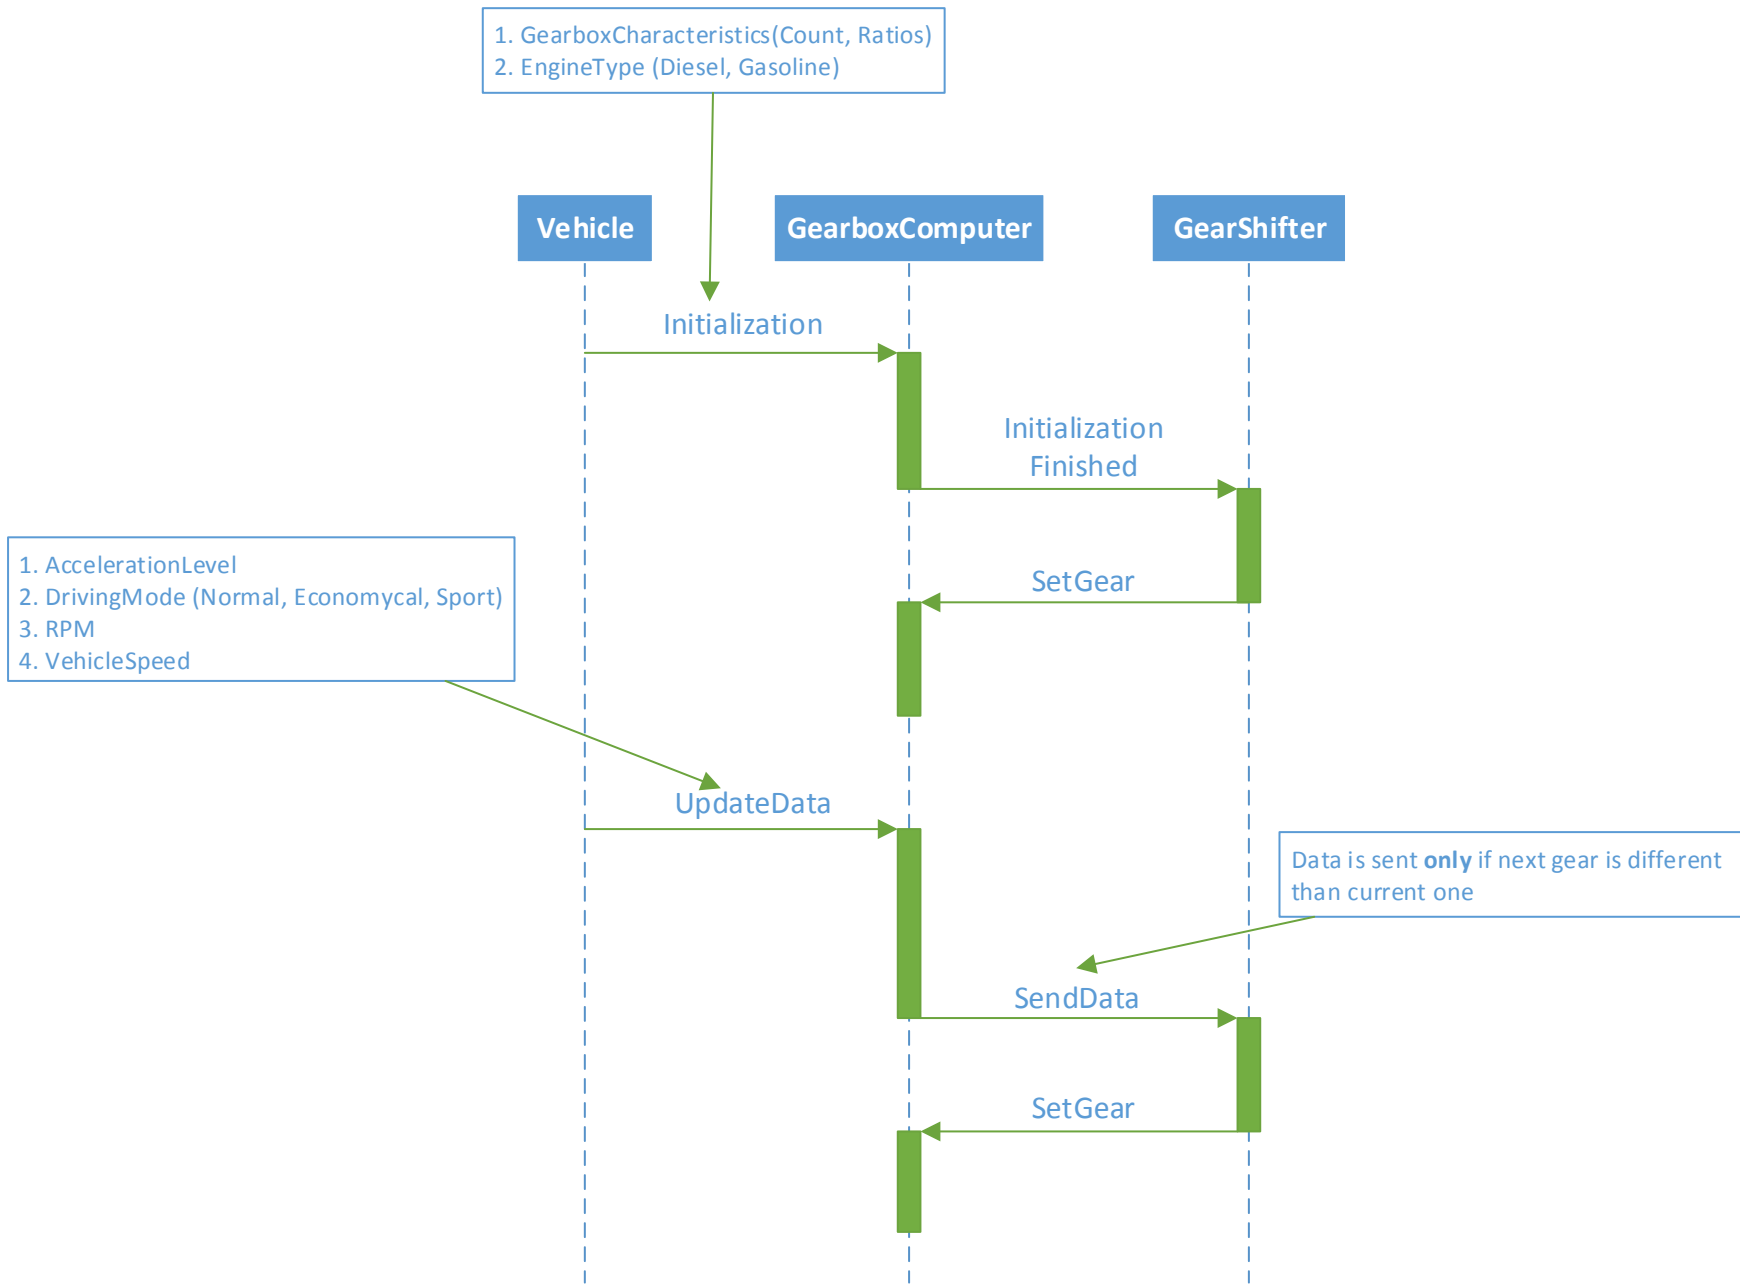 1. GearboxCharacteristics(Count, Ratios)
2. EngineType (Diesel, Gasoline)
Vehicle
GearboxComputer
GearShifter
Initialization
Initialization
Finished
1. AccelerationLevel
2. DrivingMode (Normal, Economycal, Sport)
3. RPM
4. VehicleSpeed
SetGear
UpdateData
Data is sent only if next gear is different
than current one
SendData
SetGear